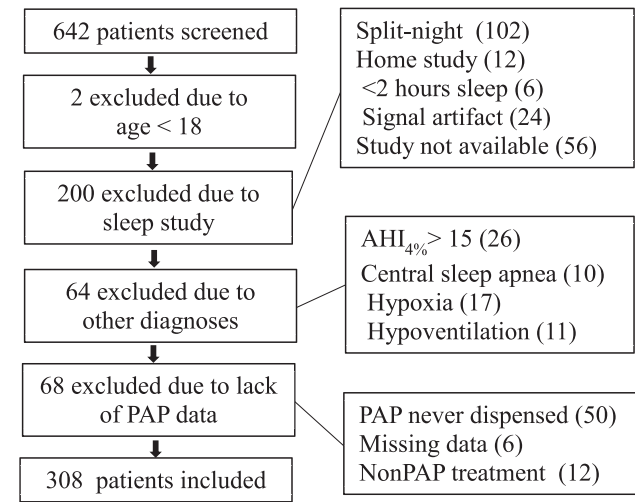 642 patients screened
2 excluded due to
age < 18
200 excluded due to
sleep study
64 excluded due to
other diagnoses
68 excluded due to lack
of PAP data
308 patients included
Split-night (102)
Home study (12)
<2 hours sleep (6)
Signal artifact (24)
Study not available (56)
AHI4%> 15 (26)
Central sleep apnea (10)
Hypoxia (17)
Hypoventilation (11)
PAP never dispensed (50)
Missing data (6)
NonPAP treatment (12)